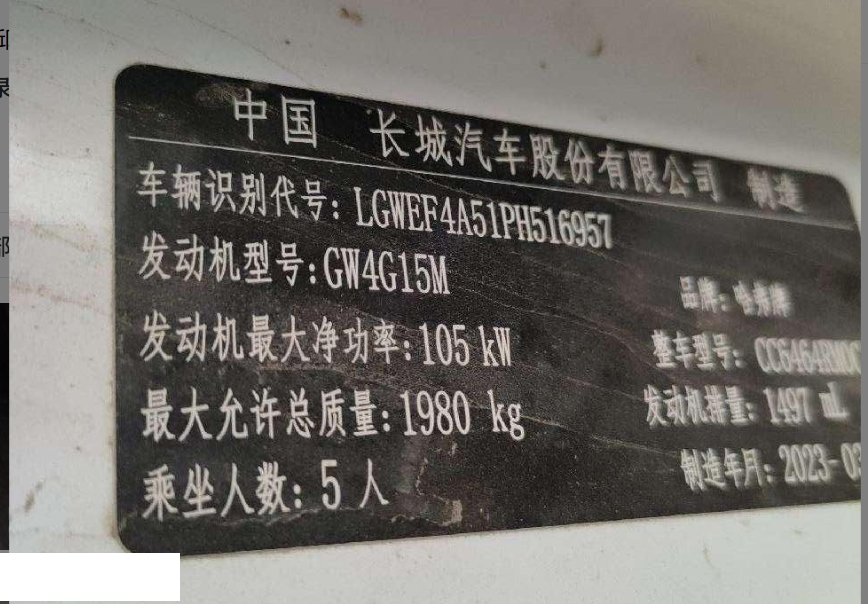 中国 长城汽车股份有限公司 制造
车辆识别代号: LGWEF4A51PH516957
发动机型号: GW4G15M
品牌: 哈弗牌
发动机最大净功率: 105 kW
整车型号: CC6464RM0
最大允许总质量: 1980 kg
发动机排量: 1497 mL
乘坐人数: 5 人
制造年月: 2023-03